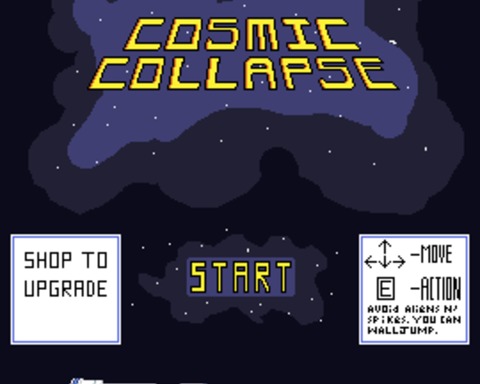 COSMIC
COLLAPSE
SHOP TO
UPGRADE
START
-MOVE
E -ACTION
AVOID ALIENS W/
SPIKES. YOU CAN
WALLJUMP.